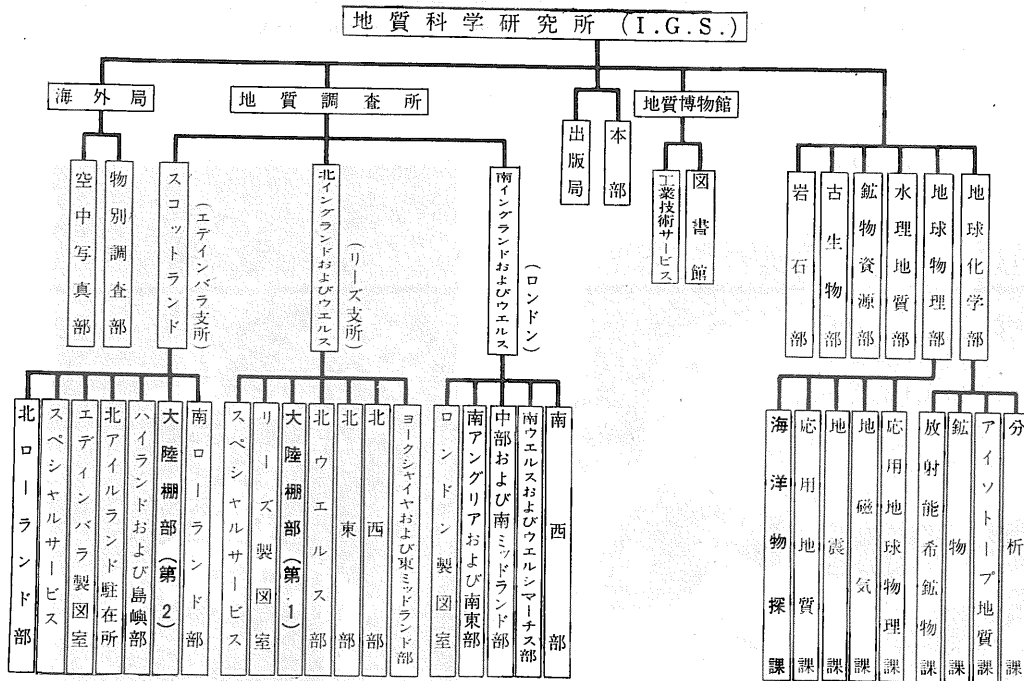 地質科学研究所 (I.G.S.)
海外局
地質調査所
地質博物館
出版局
本部
空中写真部
物別調査部
スコットランド
(エディンバラ支所)
北イングランドおよびウエルス
(リーズ支所)
南イングランドおよびウエルス
(ロンドン)
工業技術サービス
図書館
岩石部
古生物部
鉱物資源部
水理地質部
地球物理部
地球化学部
北ローランド部
スペシャルサービス
エディンバラ製図室
北アイルランド駐在所
ハイランドおよび島嶼部
大陸棚部(第2)
南ローランド部
スペシャルサービス
リーズ製図室
大陸棚部(第1)
北ウエールス部
北東部
北西部
ヨークシャイヤおよび東ミッドランド部
ロンドン製図室
南アングリアおよび南東部
中部および南ミッドランド部
南ウエルスおよびウエルシマーチス部
南西部
海洋物探課
応用地質課
地震課
地磁気課
応用地球物理課
放射能希鉱物課
鉱物課
アイソトープ地質課
分析課